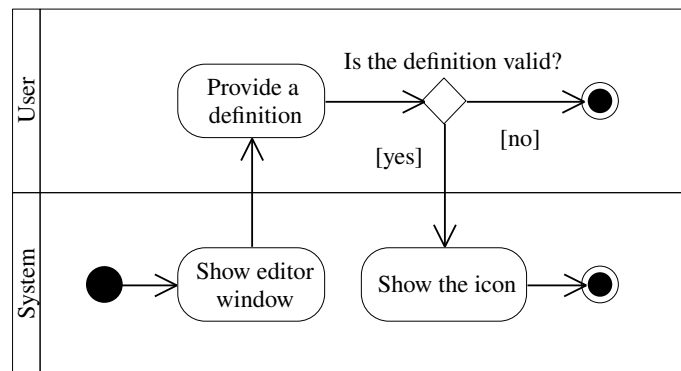 User
Is the definition valid?
Provide a
definition
[yes]
[no]
System
Show editor
window
Show the icon